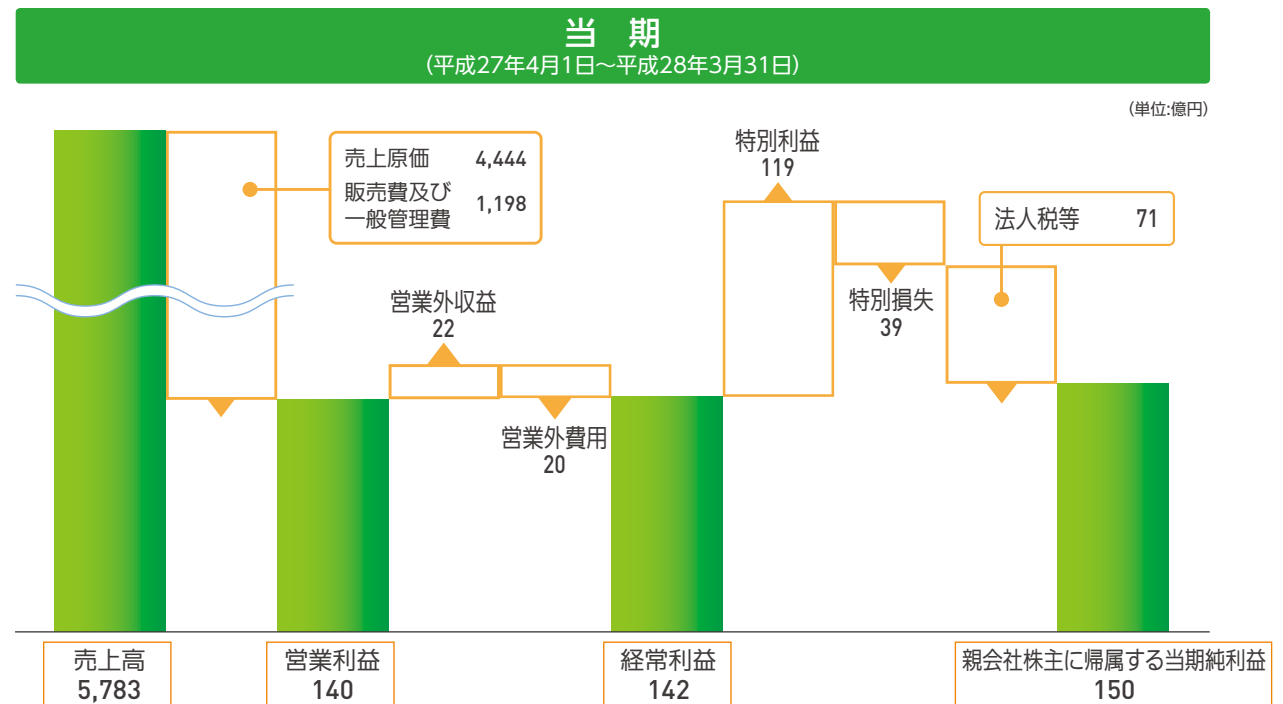 当 期
(平成27年4月1日〜平成28年3月31日)
(単位:億円)
売上原価 4,444
販売費及び
一般管理費 1,198
営業外収益
22
営業外費用
20
特別利益
119
特別損失
39
法人税等 71
売上高
5,783
営業利益
140
経常利益
142
親会社株主に帰属する当期純利益
150